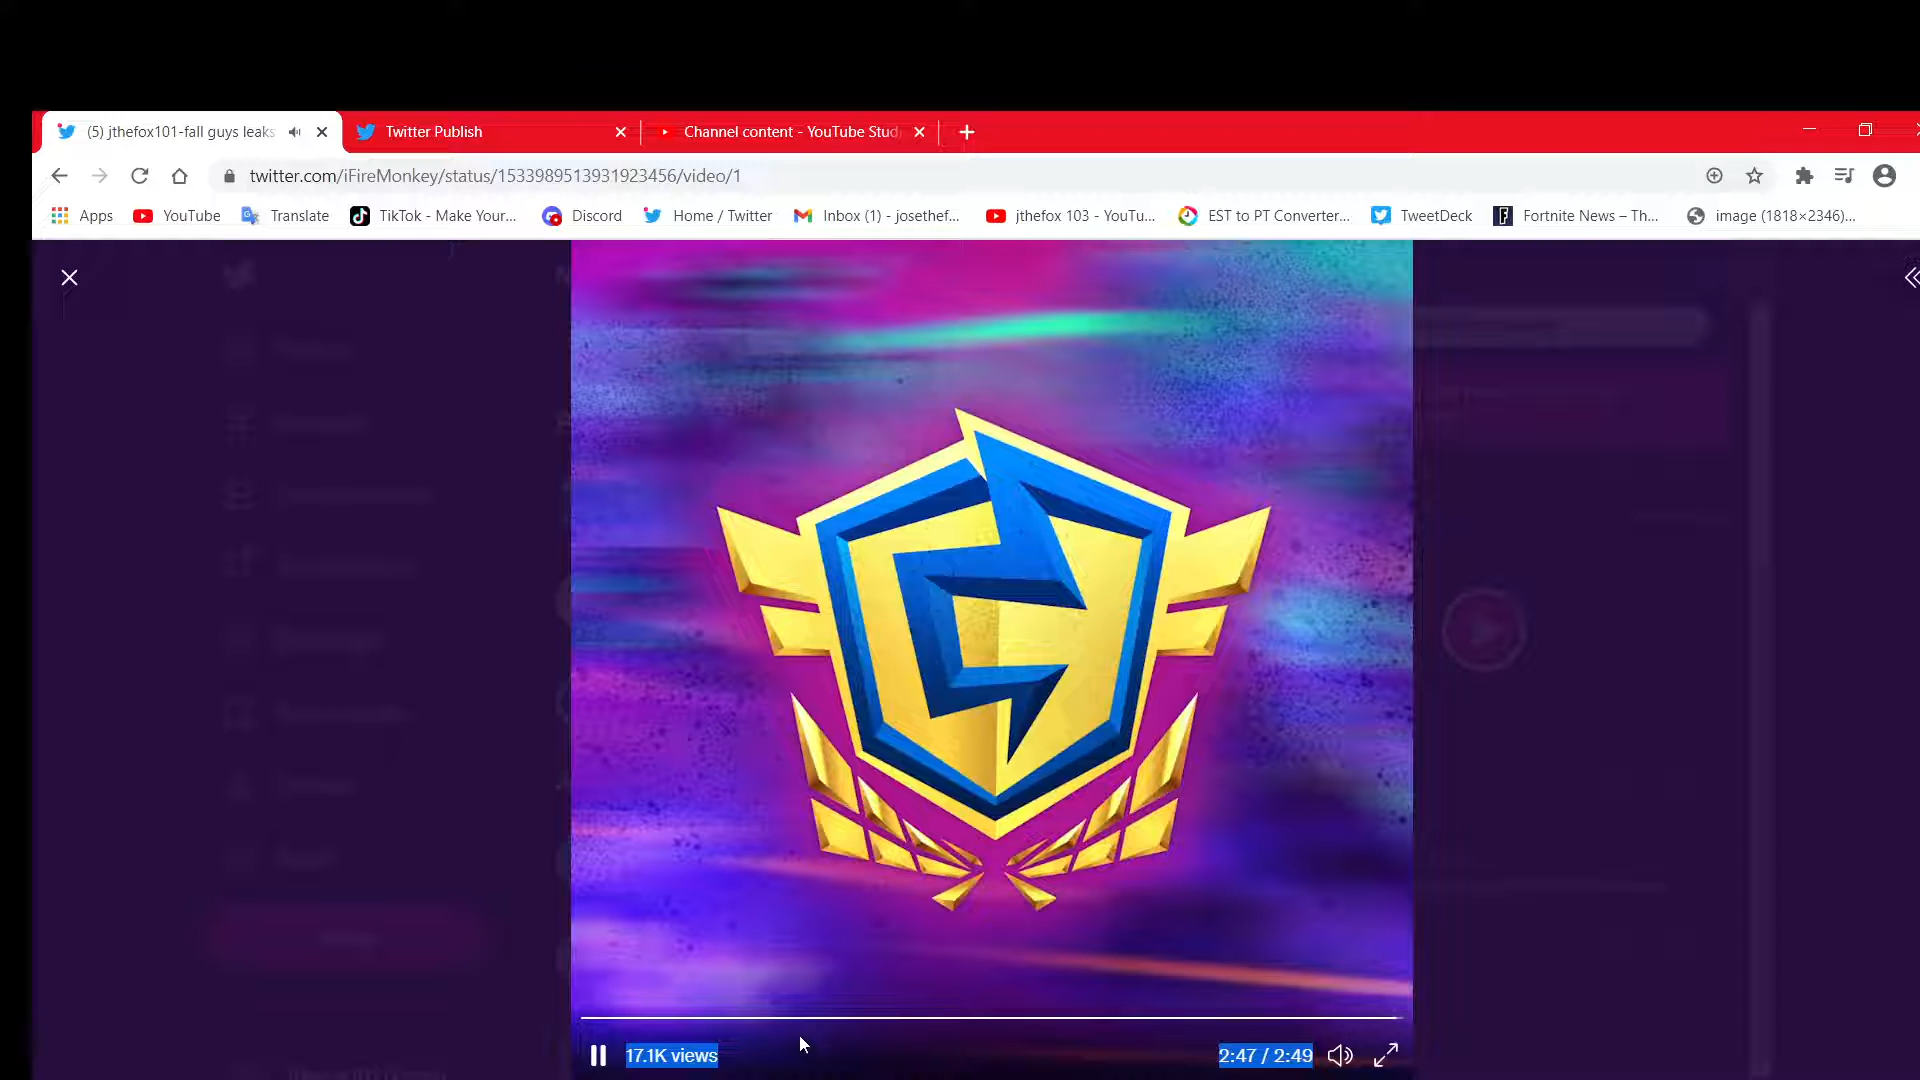 (5) jthefox101-fall guys leaks
Twitter Publish
Channel content - YouTube Stud
twitter.com/iFireMonkey/status/1533989513931923456/video/1
Apps
YouTube
Translate
TikTok - Make Your...
Discord
Home / Twitter
Inbox (1) - josethef...
jthefox 103 - YouTu...
EST to PT Converter...
TweetDeck
Fortnite News – Th...
image (1818×2346)...
17.1K views
2:47 / 2:49